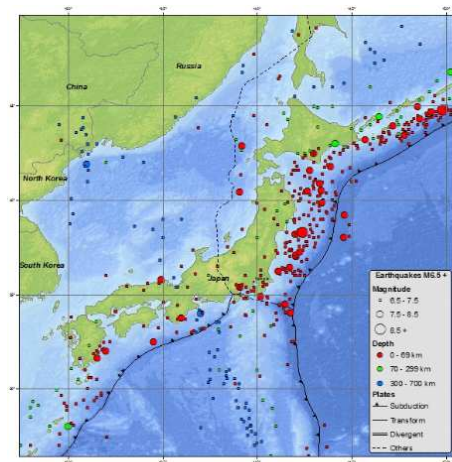 Russia
China
North Korea
South Korea
Japan
Earthquakes M6.5 +
Magnitude
6.5 - 7.5
7.5 - 8.5
8.5 +
Depth
0 - 69 km
70 - 299 km
300 - 700 km
Plates
Subduction
Transform
Divergent
Others